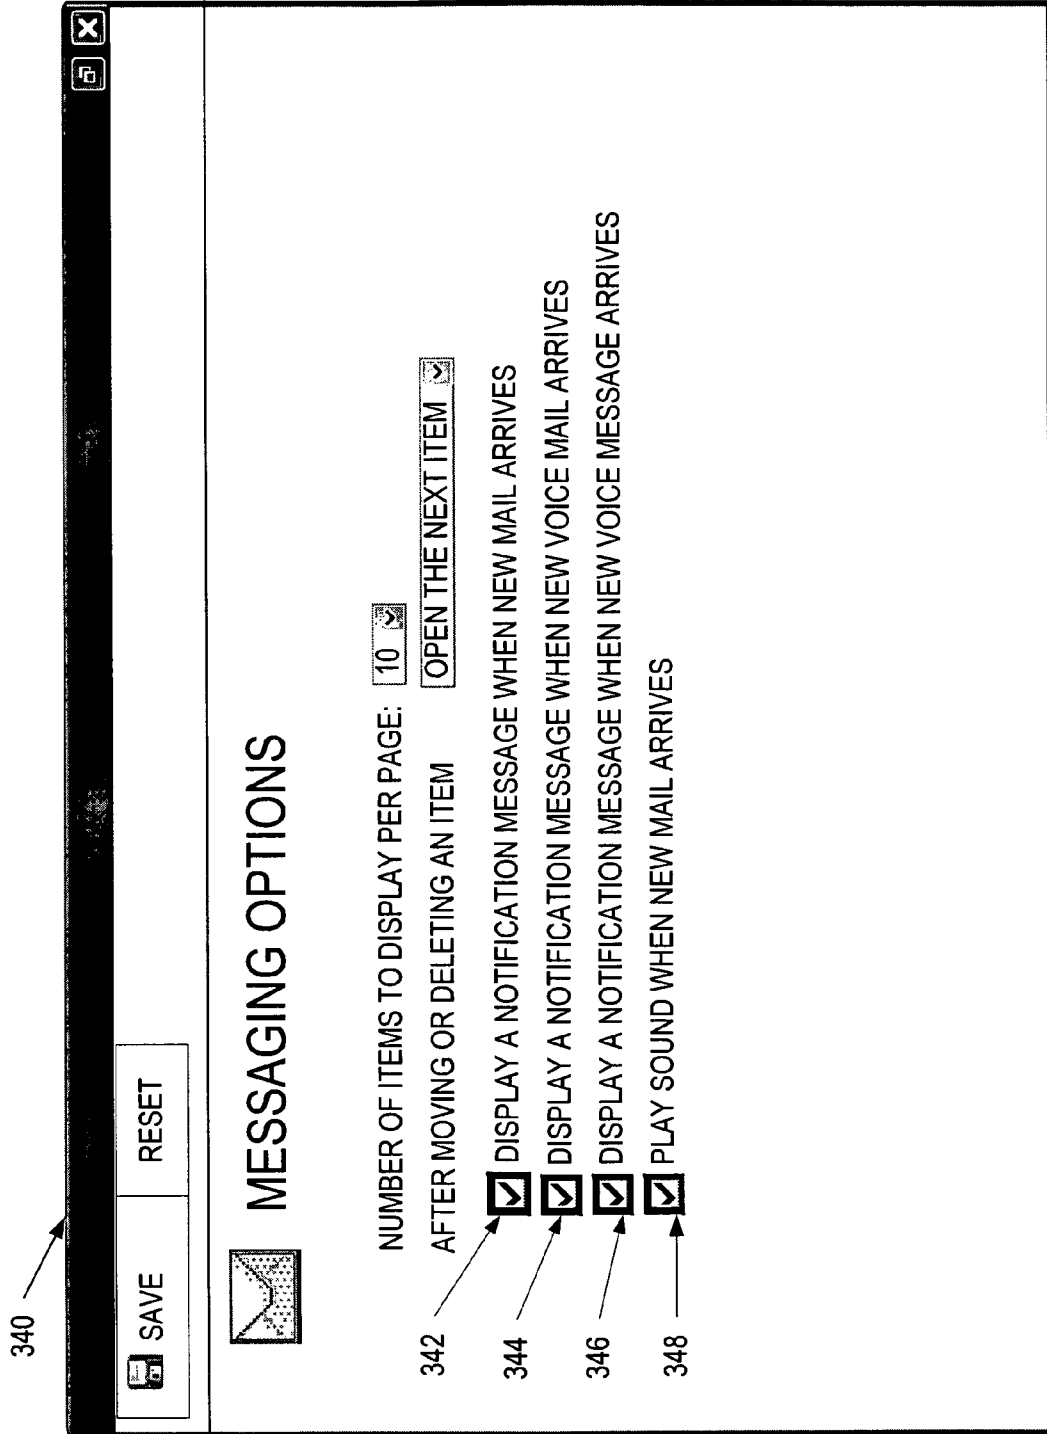 340
SAVE RESET
MESSAGING OPTIONS
NUMBER OF ITEMS TO DISPLAY PER PAGE: 10
AFTER MOVING OR DELETING AN ITEM OPEN THE NEXT ITEM
342 DISPLAY A NOTIFICATION MESSAGE WHEN NEW MAIL ARRIVES
344 DISPLAY A NOTIFICATION MESSAGE WHEN NEW VOICE MAIL ARRIVES
346 DISPLAY A NOTIFICATION MESSAGE WHEN NEW VOICE MESSAGE ARRIVES
348 PLAY SOUND WHEN NEW MAIL ARRIVES